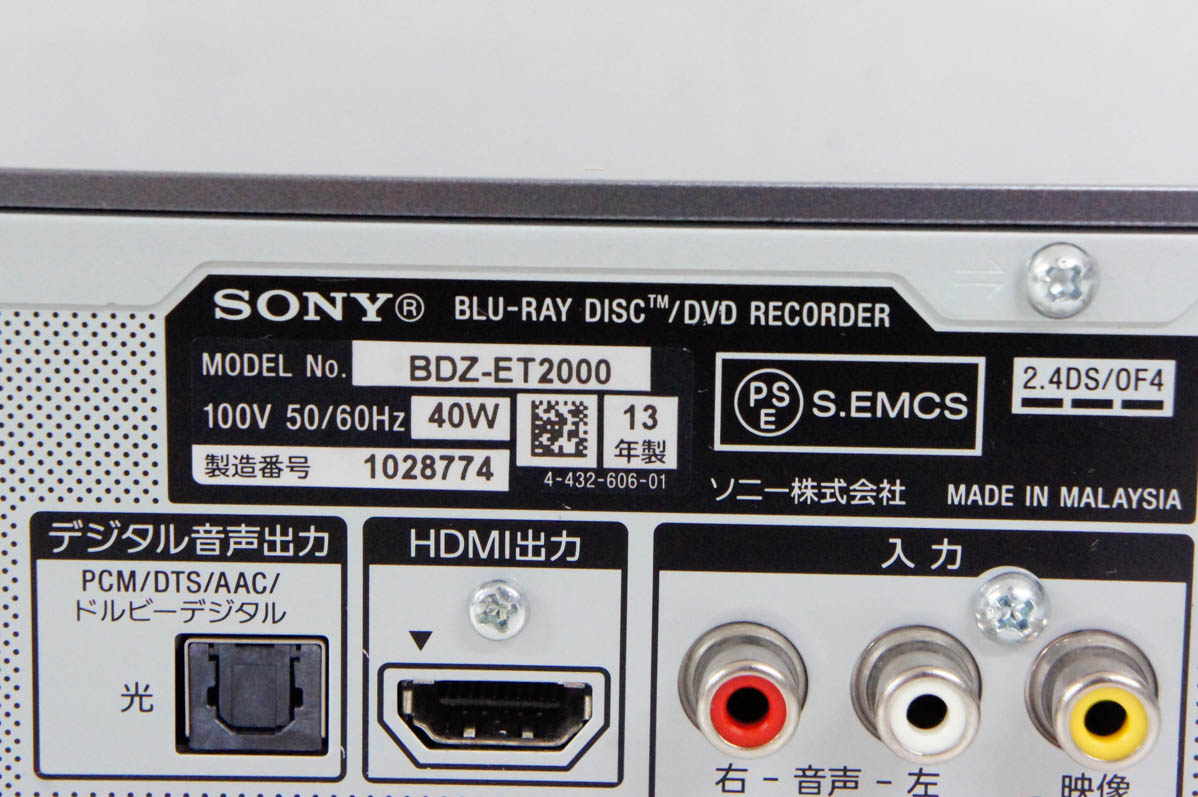 SONY® BLU-RAY DISC™/DVD RECORDER
MODEL No. BDZ-ET2000
100V 50/60Hz 40W
13
年製
製造番号 1028774
4-432-606-01
PS
E
S.EMCS
2.4DS/0F4
ソニー株式会社 MADE IN MALAYSIA
デジタル音声出力
PCM/DTS/AAC/
ドルビーデジタル
光
HDMI出力
入力
右 - 音声 - 左
映像